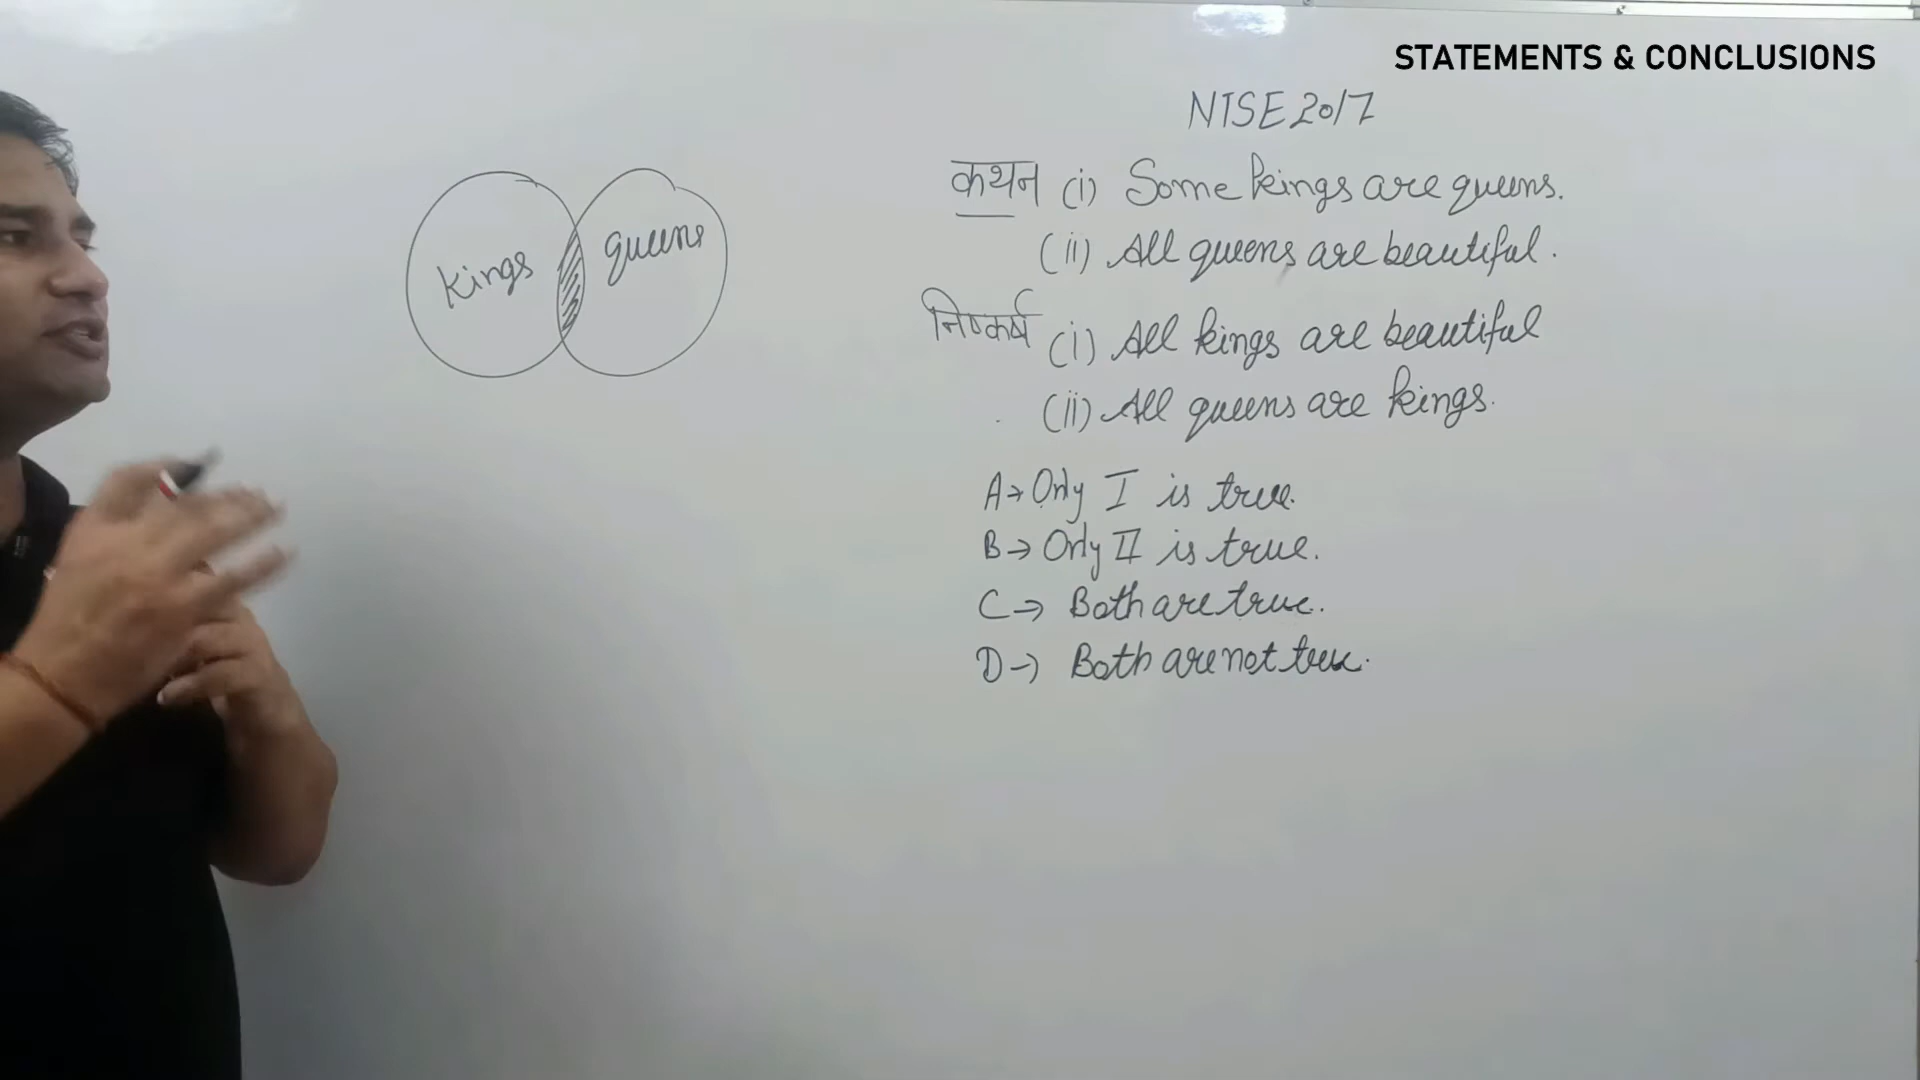 STATEMENTS & CONCLUSIONS
NTSE 2017
कथन (i) Some kings are queens.
(ii) All queens are beautiful.
निष्कर्ष (i) All kings are beautiful
(ii) All queens are kings.
A→ Only I is true.
B→ Only II is true.
C→ Both are true.
D→ Both are not true.
kings queens